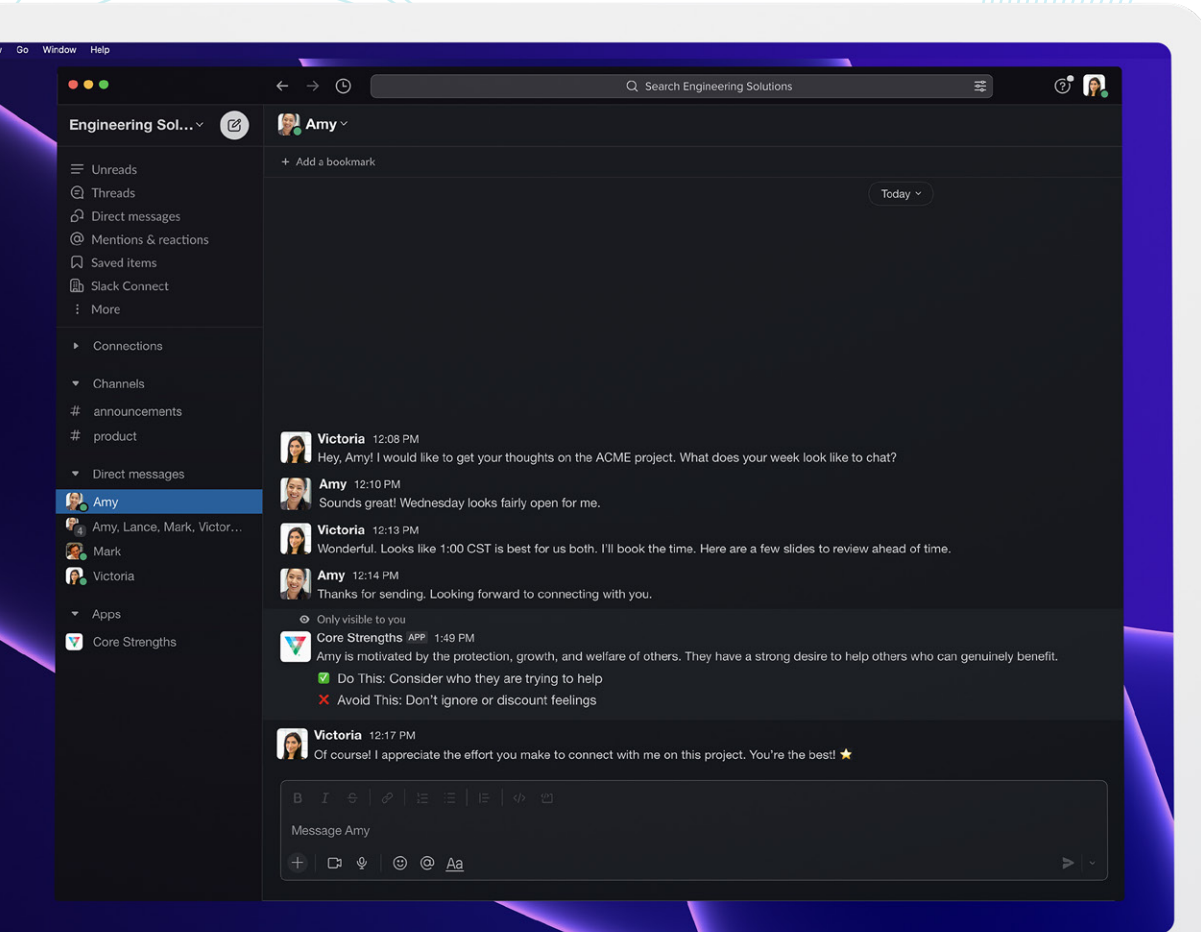 Go Window Help
Search Engineering Solutions
Engineering Sol...
Amy
+ Add a bookmark
Unreads
Threads
Direct messages
Mentions & reactions
Saved items
Slack Connect
More
Connections
Channels
# announcements
# product
Direct messages
Amy
4 Amy, Lance, Mark, Victor...
Mark
Victoria
Apps
Core Strengths
Today
Victoria 12:08 PM
Hey, Amy! I would like to get your thoughts on the ACME project. What does your week look like to chat?
Amy 12:10 PM
Sounds great! Wednesday looks fairly open for me.
Victoria 12:13 PM
Wonderful. Looks like 1:00 CST is best for us both. I'll book the time. Here are a few slides to review ahead of time.
Amy 12:14 PM
Thanks for sending. Looking forward to connecting with you.
Only visible to you
Core Strengths APP 1:49 PM
Amy is motivated by the protection, growth, and welfare of others. They have a strong desire to help others who can genuinely benefit.
✅ Do This: Consider who they are trying to help
❌ Avoid This: Don't ignore or discount feelings
Victoria 12:17 PM
Of course! I appreciate the effort you make to connect with me on this project. You're the best! ⭐
B I S
Message Amy
@ Aa